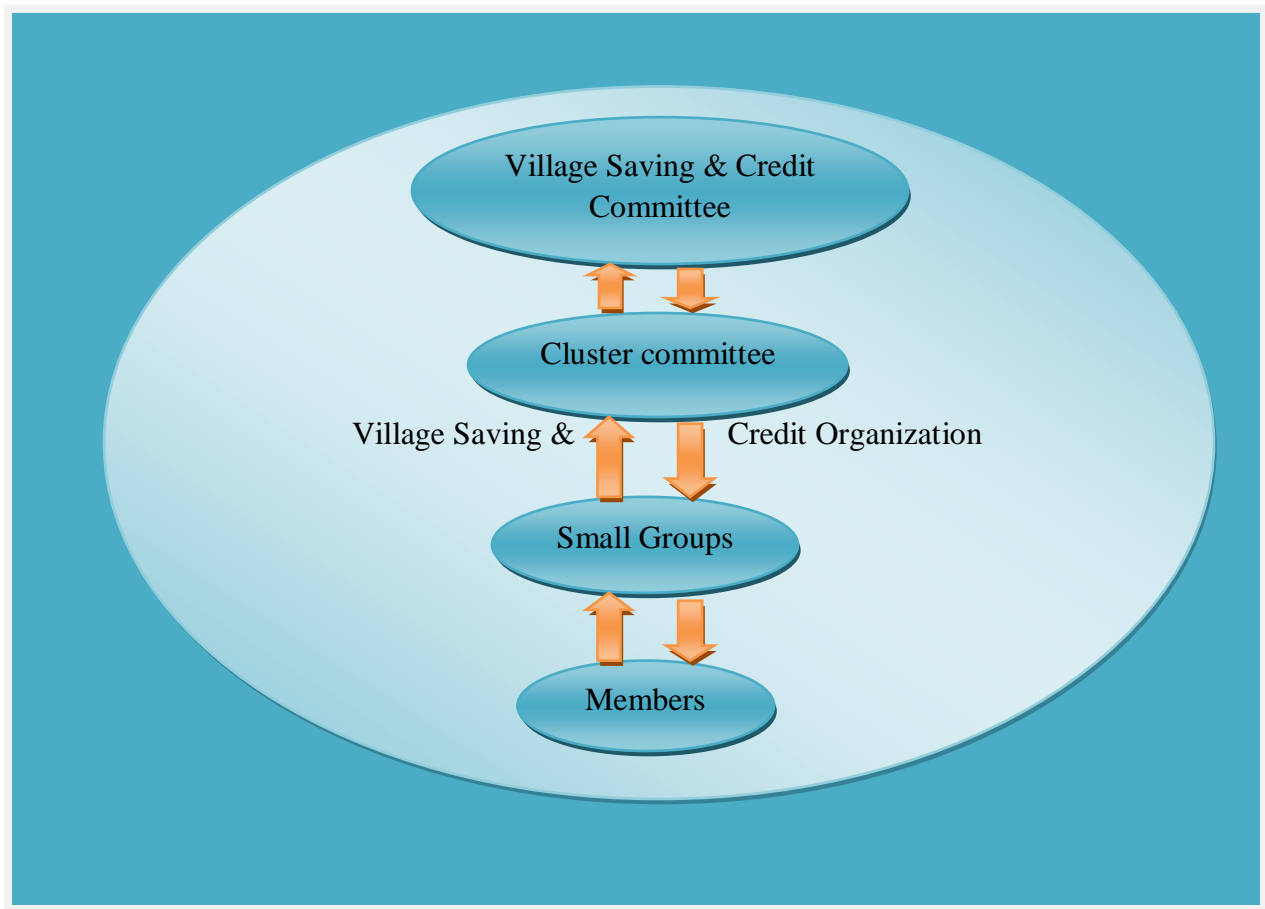 Village Saving & Credit
Committee
Cluster committee
Village Saving & Credit Organization
Small Groups
Members